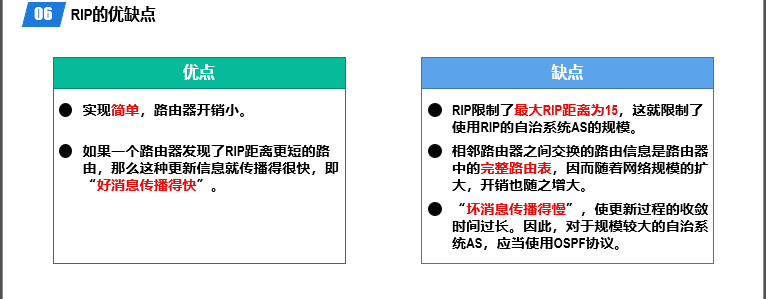 06 RIP的优缺点
优点
● 实现简单，路由器开销小。
● 如果一个路由器发现了RIP距离更短的路
由，那么这种更新信息就传播得很快，即
“好消息传播得快”。
缺点
● RIP限制了最大RIP距离为15，这就限制了
使用RIP的自治系统AS的规模。
● 相邻路由器之间交换的路由信息是路由器
中的完整路由表，因而随着网络规模的扩
大，开销也随之增大。
● “坏消息传播得慢”，使更新过程的收敛
时间过长。因此，对于规模较大的自治系
统AS，应当使用OSPF协议。